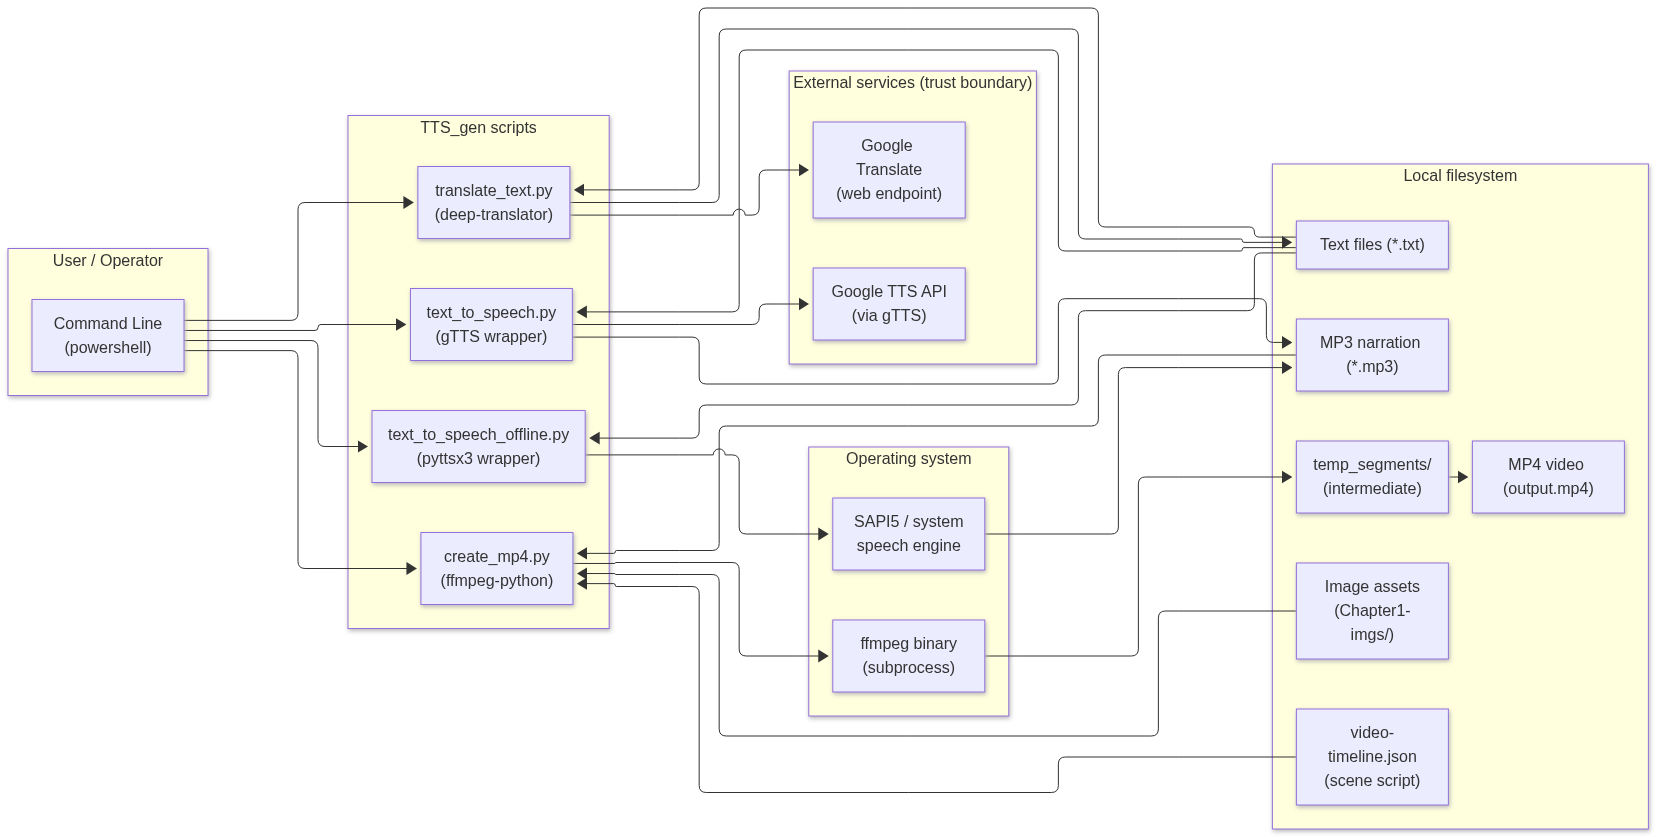 User / Operator
Command Line
(powershell)
TTS_gen scripts
translate_text.py
(deep-translator)
text_to_speech.py
(gTTS wrapper)
text_to_speech_offline.py
(pyttsx3 wrapper)
create_mp4.py
(ffmpeg-python)
External services (trust boundary)
Google
Translate
(web endpoint)
Google TTS API
(via gTTS)
Operating system
SAPI5 / system
speech engine
ffmpeg binary
(subprocess)
Local filesystem
Text files (*.txt)
MP3 narration
(*.mp3)
temp_segments/
(intermediate)
MP4 video
(output.mp4)
Image assets
(Chapter1-
imgs/)
video-
timeline.json
(scene script)